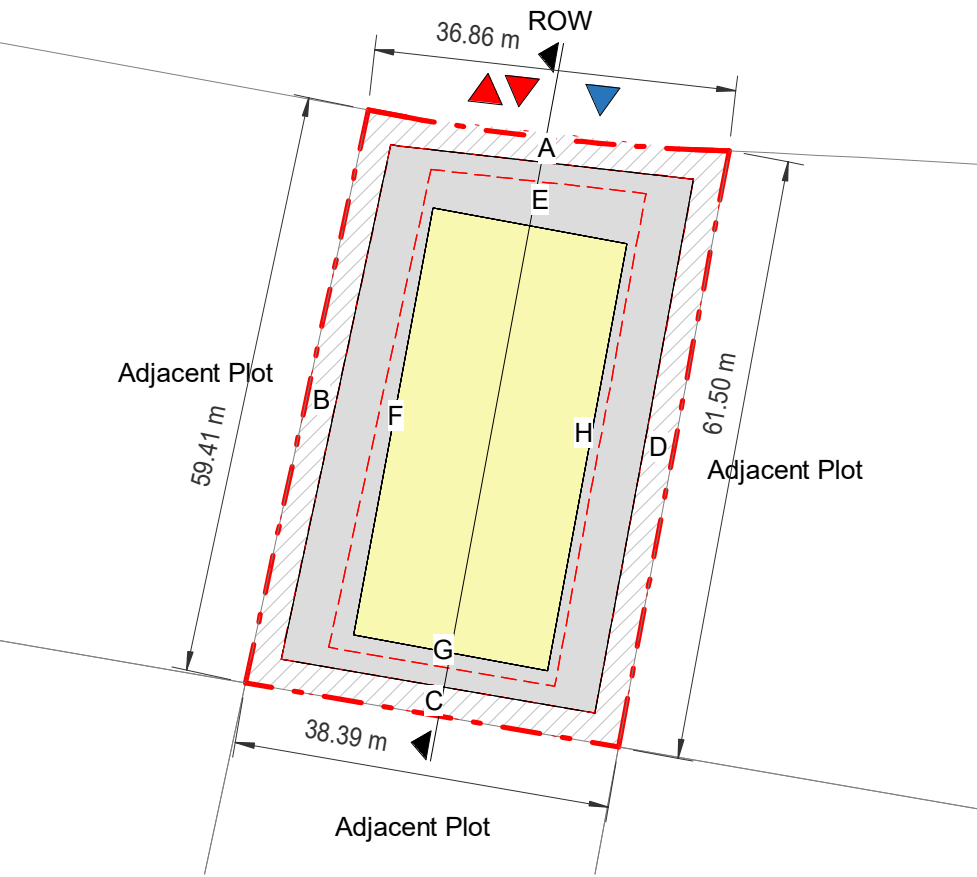 ROW
36.86 m
A
E
Adjacent Plot
B
F
H
D
61.50 m
59.41 m
Adjacent Plot
G
C
38.39 m
Adjacent Plot